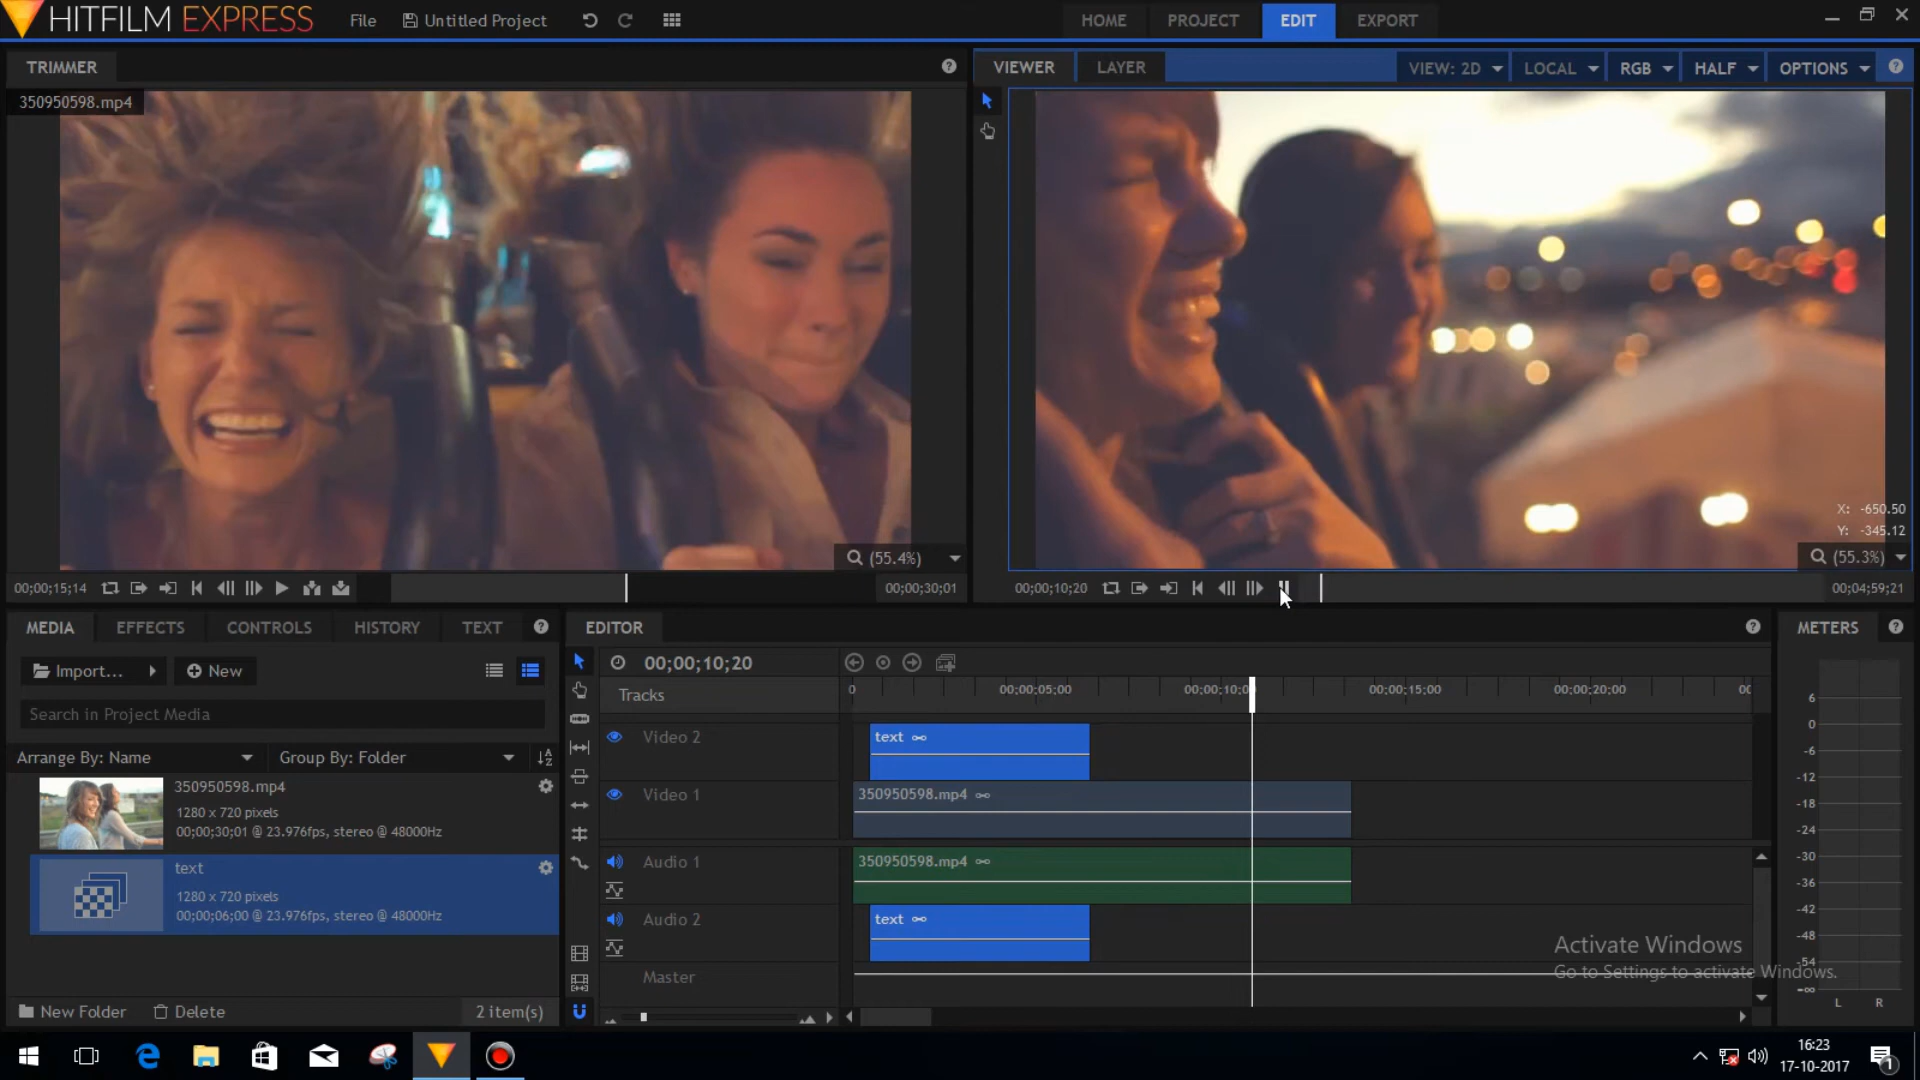 HITFILM EXPRESS
File
Untitled Project
HOME
PROJECT
EDIT
EXPORT
TRIMMER
350950598.mp4
VIEWER
LAYER
VIEW: 2D
LOCAL
RGB
HALF
OPTIONS
X: -650.50
Y: -345.12
(55.4%)
(55.3%)
00;00;15;14
00;00;30;01
00;00;10;20
00;04;59;21
MEDIA
EFFECTS
CONTROLS
HISTORY
TEXT
Import...
New
Search in Project Media
Arrange By: Name
Group By: Folder
350950598.mp4
1280 x 720 pixels
00;00;30;01 @ 23.976fps, stereo @ 48000Hz
text
1280 x 720 pixels
00;00;06;00 @ 23.976fps, stereo @ 48000Hz
New Folder
Delete
2 item(s)
EDITOR
00;00;10;20
Tracks
0
00;00;05;00
00;00;10;0
00;00;15;00
00;00;20;00
00
Video 2
text
Video 1
350950598.mp4
Audio 1
350950598.mp4
Audio 2
text
Master
METERS
6
0
-6
-12
-18
-24
-30
-36
-42
-48
-54
-∞
L R
Activate Windows
Go to Settings to activate Windows.
16:23
17-10-2017
1